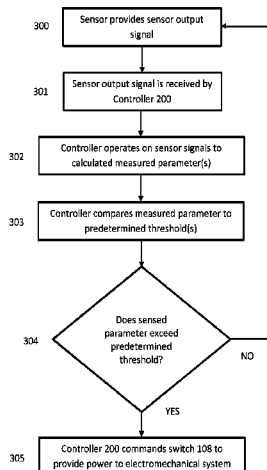 300
Sensor provides sensor output
signal
301
Sensor output signal is received by
Controller 200
302
Controller operates on sensor signals to
calculated measured parameter(s)
303
Controller compares measured parameter to
predetermined threshold(s)
304
Does sensed
parameter exceed
predetermined
threshold?
NO
YES
305
Controller 200 commands switch 108 to
provide power to electromechanical system